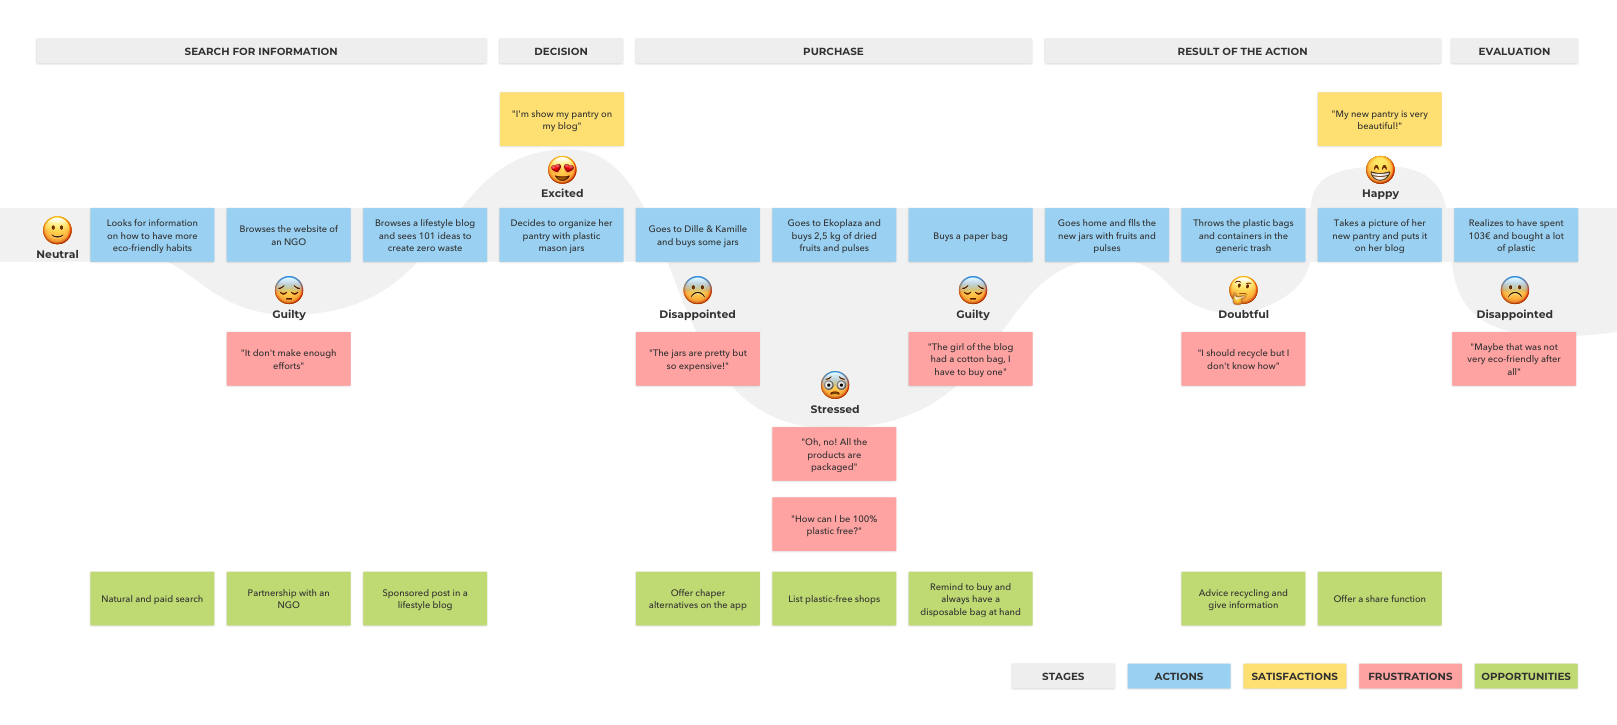 SEARCH FOR INFORMATION
DECISION
PURCHASE
RESULT OF THE ACTION
EVALUATION
"I'm show my pantry on
my blog"
"My new pantry is very
beautiful!"
Excited
Happy
Neutral
Looks for information
on how to have more
eco-friendly habits
Browses the website of
an NGO
Browses a lifestyle blog
and sees 101 ideas to
create zero waste
Decides to organize her
pantry with plastic
mason jars
Goes to Dille & Kamille
and buys some jars
Goes to Ekoplaza and
buys 2,5 kg of dried
fruits and pulses
Buys a paper bag
Goes home and flls the
new jars with fruits and
pulses
Throws the plastic bags
and containers in the
generic trash
Takes a picture of her
new pantry and puts it
on her blog
Realizes to have spent
103€ and bought a lot
of plastic
Guilty
Disappointed
Guilty
Doubtful
Disappointed
"It don't make enough
efforts"
"The jars are pretty but
so expensive!"
"The girl of the blog
had a cotton bag, I
have to buy one"
"I should recycle but I
don't know how"
"Maybe that was not
very eco-friendly after
all"
Stressed
"Oh, no! All the
products are
packaged"
"How can I be 100%
plastic free?"
Natural and paid search
Partnership with an
NGO
Sponsored post in a
lifestyle blog
Offer chaper
alternatives on the app
List plastic-free shops
Remind to buy and
always have a
disposable bag at hand
Advice recycling and
give information
Offer a share function
STAGES
ACTIONS
SATISFACTIONS
FRUSTRATIONS
OPPORTUNITIES